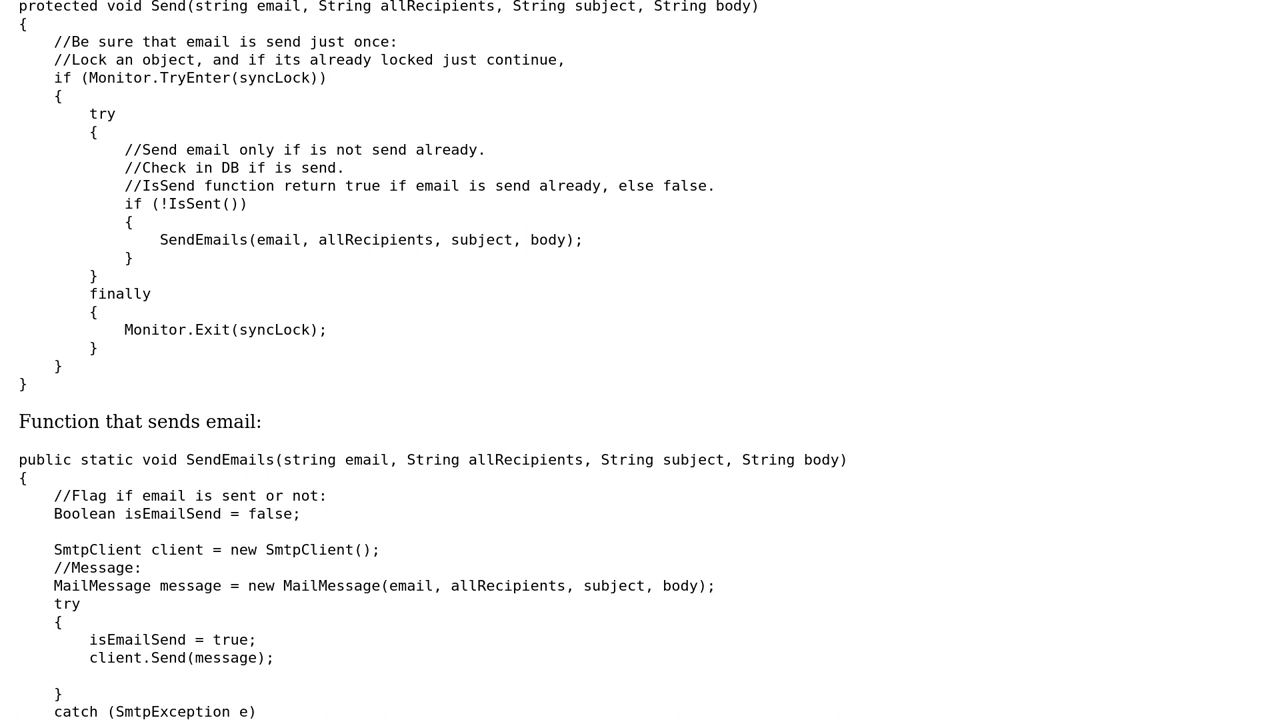 protected void Send(string email, String allRecipients, String subject, String body)
{
    //Be sure that email is send just once:
    //Lock an object, and if its already locked just continue,
    if (Monitor.TryEnter(syncLock))
    {
        try
        {
            //Send email only if is not send already.
            //Check in DB if is send.
            //IsSend function return true if email is send already, else false.
            if (!IsSent())
            {
                SendEmails(email, allRecipients, subject, body);
            }
        }
        finally
        {
            Monitor.Exit(syncLock);
        }
    }
}
Function that sends email:
public static void SendEmails(string email, String allRecipients, String subject, String body)
{
    //Flag if email is sent or not:
    Boolean isEmailSend = false;
    SmtpClient client = new SmtpClient();
    //Message:
    MailMessage message = new MailMessage(email, allRecipients, subject, body);
    try
    {
        isEmailSend = true;
        client.Send(message);
    }
    catch (SmtpException e)